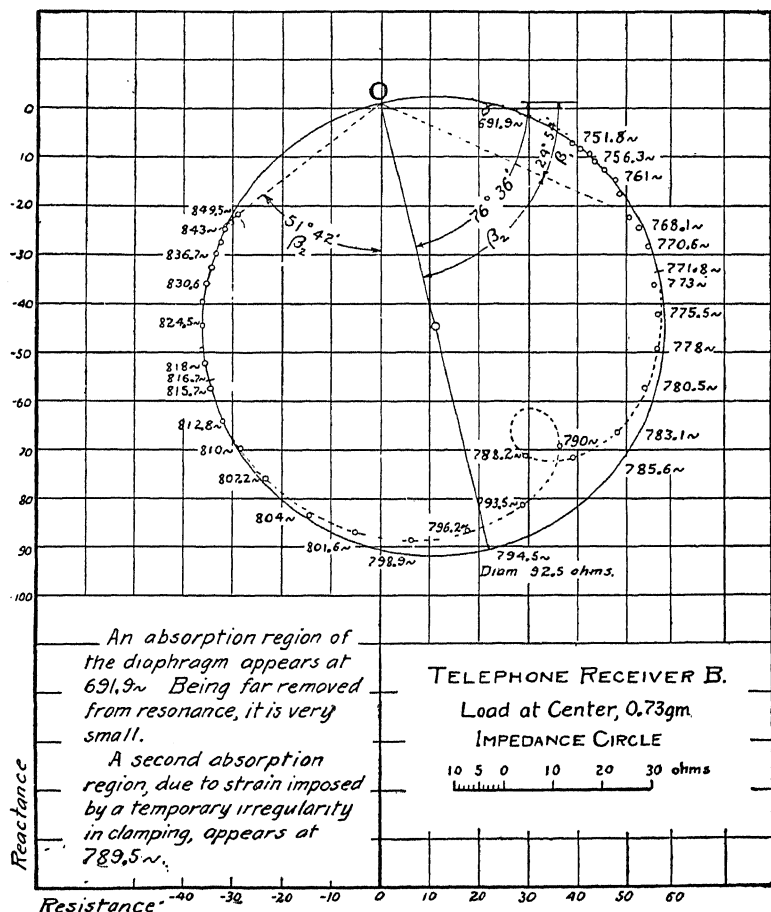 O
0
10
-20
-30
-40
-50
-60
-70
80
90
-100
691.9~
751.8~
756.3~
761~
768.1~
770.6~
771.8~
773~
775.5~
778~
780.5~
783.1~
785.6~
790~
788.2~
793.5~
796.2~
794.5~
Diam 92.5 ohms.
798.9~
801.6~
804~
807.2~
810~
812.8~
815.7~
816.7~
818~
824.5~
830.6
836.7~
843~
849.5~
51° 42'
β₂
76° 36'
β₂
β₁
An absorption region of
the diaphragm appears at
691.9~ Being far removed
from resonance, it is very
small.
A second absorption
region, due to strain imposed
by a temporary irregularity
in clamping, appears at
789.5~.
TELEPHONE RECEIVER B.
Load at Center, 0.73gm
IMPEDANCE CIRCLE
10 5 0 10 20 30 ohms
Reactance
Resistance
-40 -30 -20 -10 0 10 20 30 40 50 60